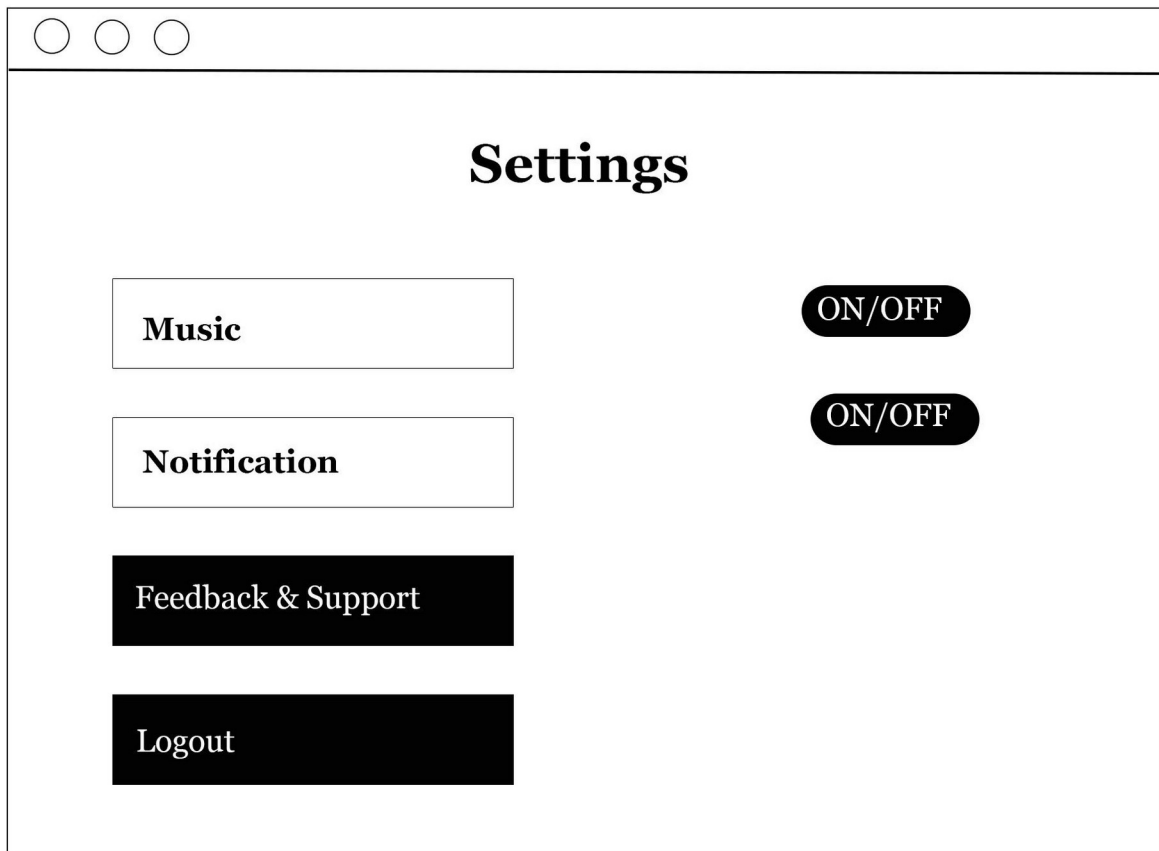 Settings
Music
ON/OFF
Notification
ON/OFF
Feedback & Support
Logout